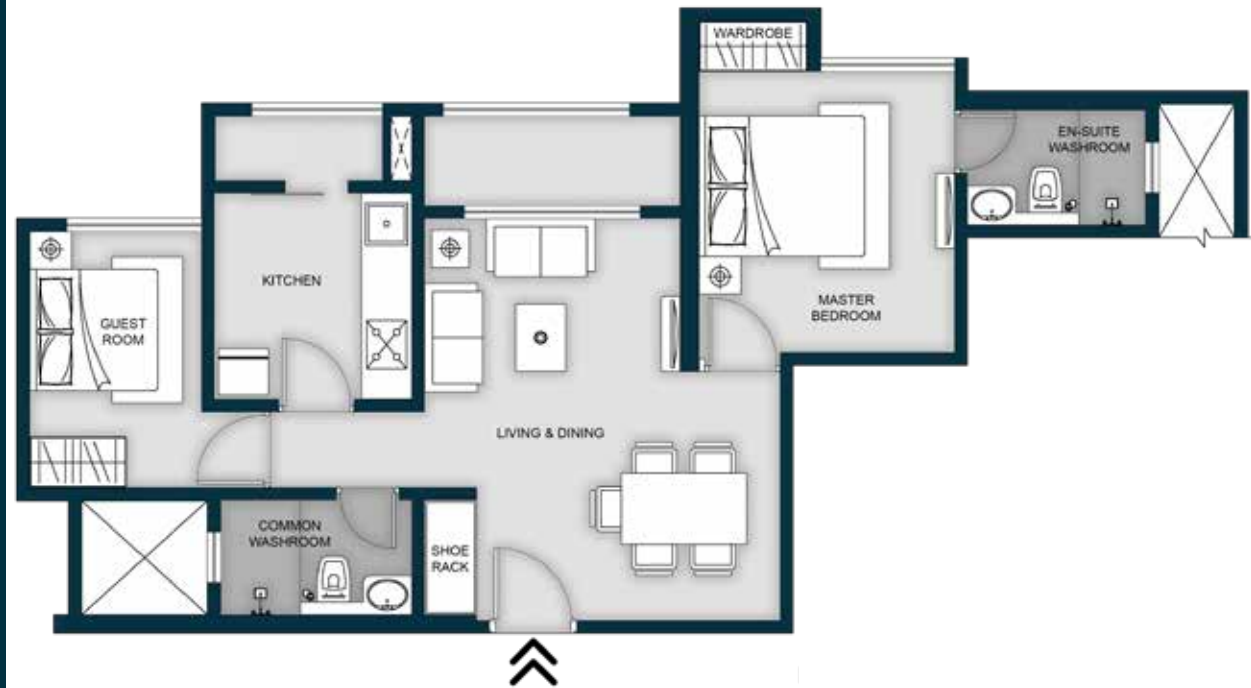 WARDROBE
EN-SUITE
WASHROOM
KITCHEN
MASTER
BEDROOM
GUEST
ROOM
LIVING & DINING
COMMON
WASHROOM
SHOE
RACK